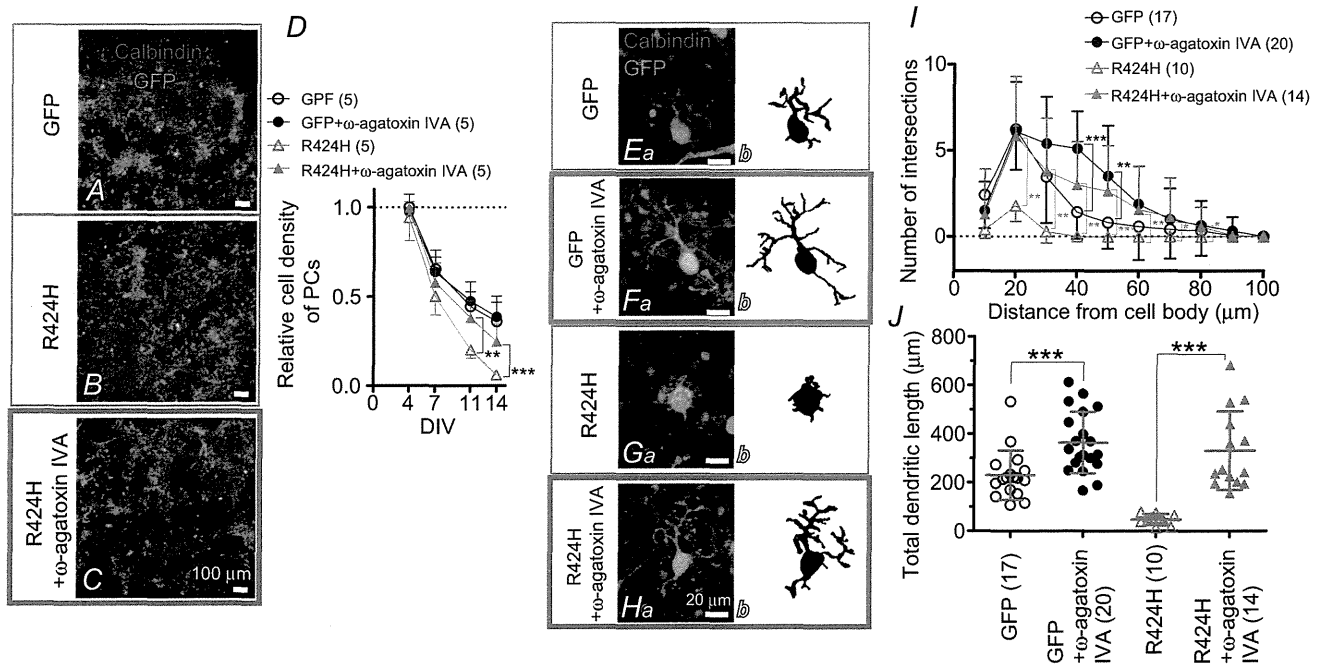 GFP
Calbindin
GFP
A
R424H
B
R424H
+ω-agatoxin IVA
C
100 µm
D
GPF (5)
GFP+ω-agatoxin IVA (5)
R424H (5)
R424H+ω-agatoxin IVA (5)
Relative cell density
of PCs
1.0
0.5
0.0
**
***
0 4 7 11 14
DIV
GFP
Calbindin
GFP
Ea
b
GFP
+ω-agatoxin IVA
Fa
b
R424H
Ga
b
R424H
+ω-agatoxin IVA
Ha
20 µm
b
I
GFP (17)
GFP+ω-agatoxin IVA (20)
R424H (10)
R424H+ω-agatoxin IVA (14)
Number of intersections
10
5
0
***
**
**
**
**
0 20 40 60 80 100
Distance from cell body (µm)
J
Total dendritic length (µm)
800
600
400
200
0
***
***
GFP (17)
GFP
+ω-agatoxin
IVA (20)
R424H (10)
R424H
+ω-agatoxin
IVA (14)